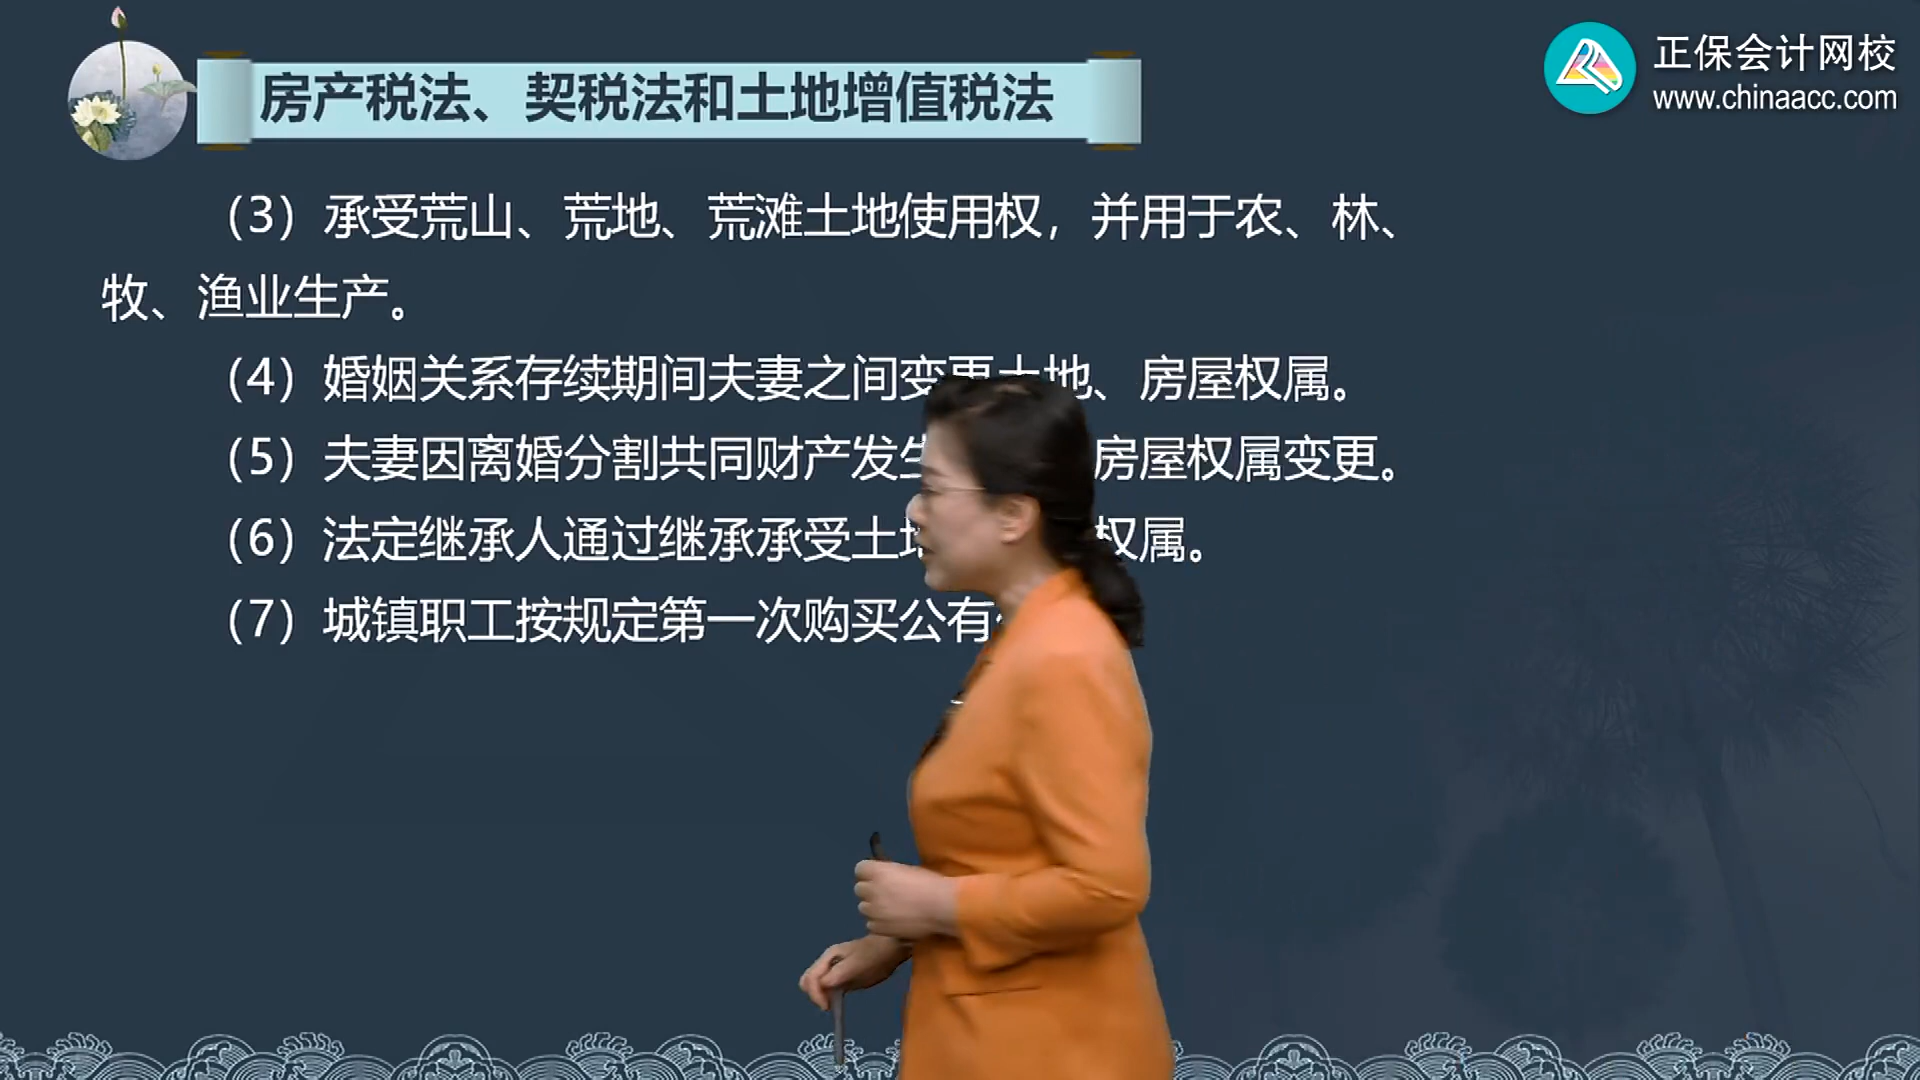 房产税法、契税法和土地增值税法
正保会计网校
www.chinaacc.com
（3）承受荒山、荒地、荒滩土地使用权，并用于农、林、
牧、渔业生产。
（4）婚姻关系存续期间夫妻之间变更土地、房屋权属。
（5）夫妻因离婚分割共同财产发生 房屋权属变更。
（6）法定继承人通过继承承受土地 权属。
（7）城镇职工按规定第一次购买公有